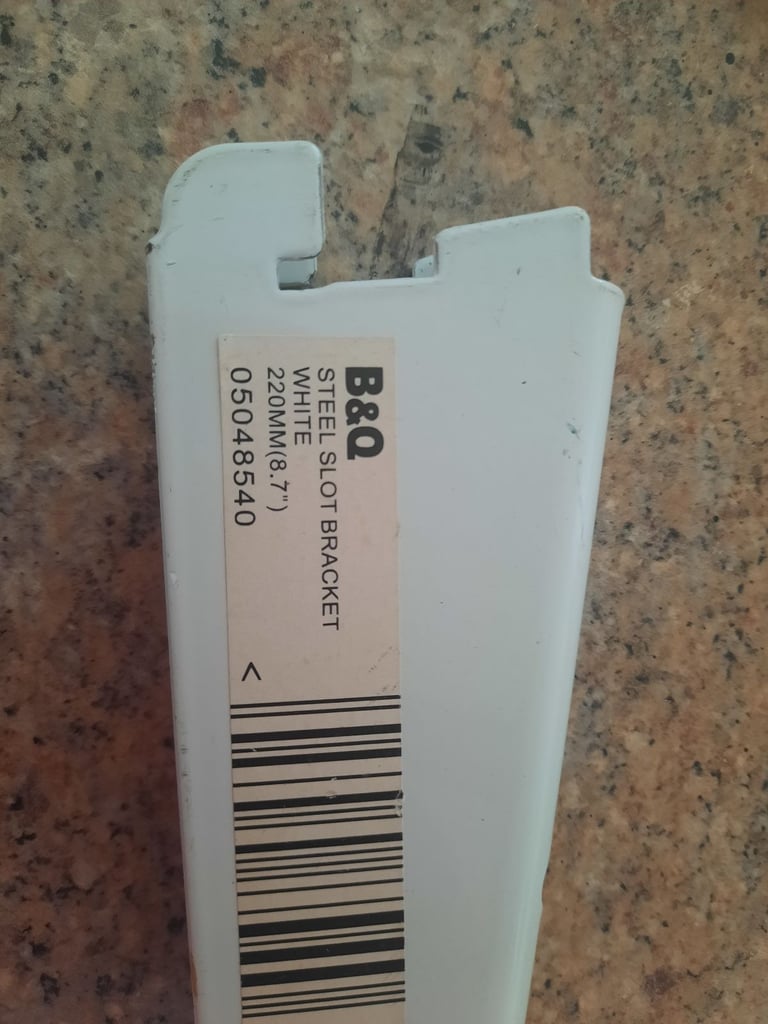 B&Q
STEEL SLOT BRACKET
WHITE
220MM(8.7")
05048540
<